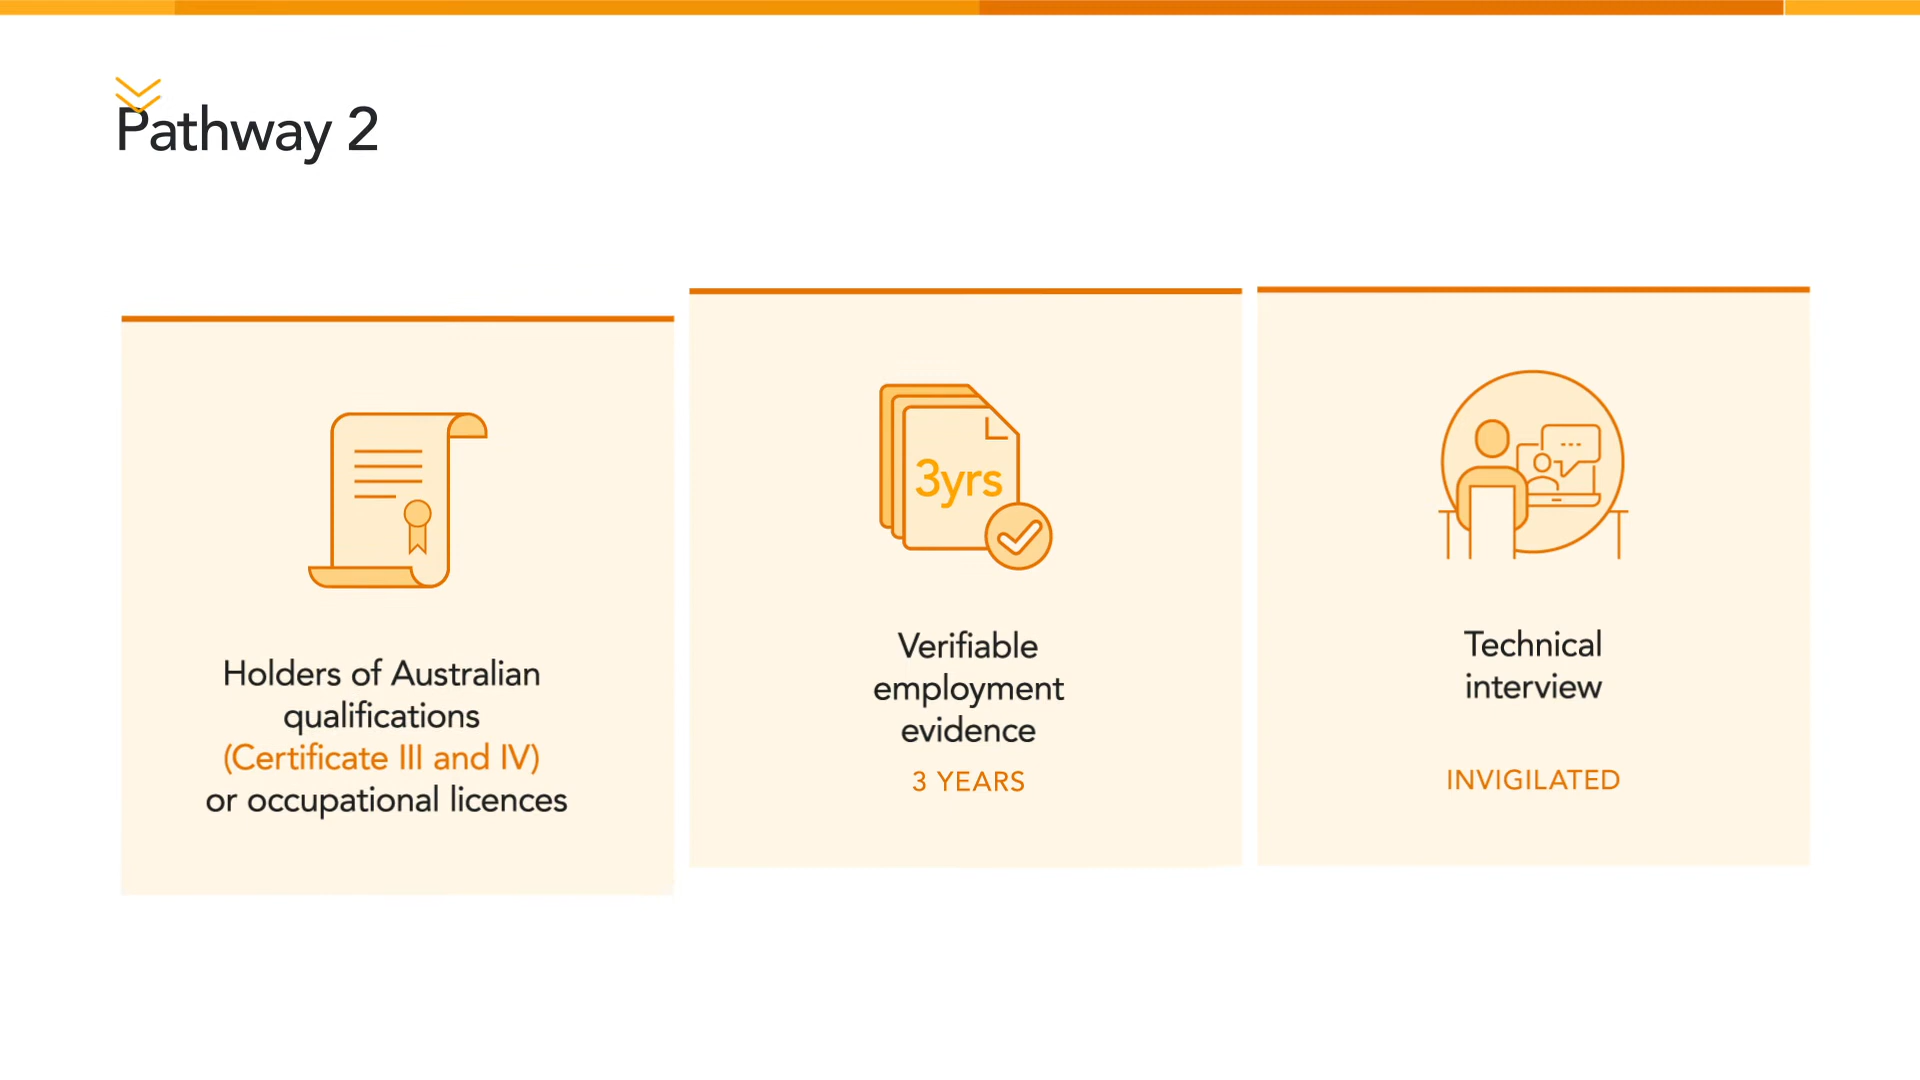 Pathway 2
Holders of Australian
qualifications
(Certificate III and IV)
or occupational licences
3yrs
Verifiable
employment
evidence
3 YEARS
Technical
interview
INVIGILATED